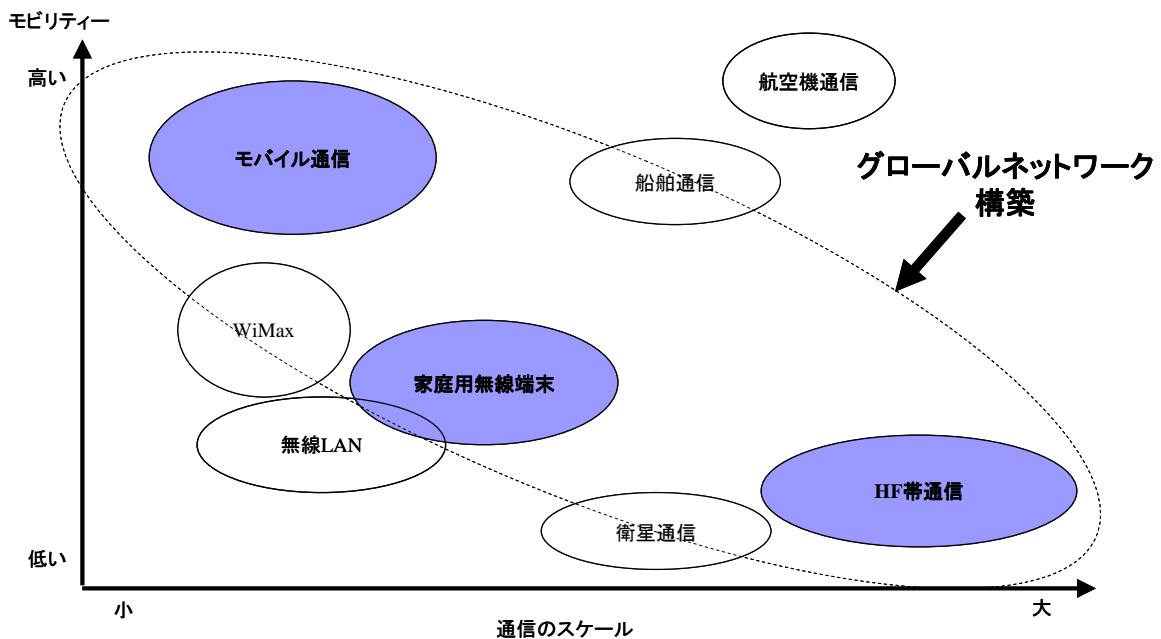 モビリティー
高い
航空機通信
モバイル通信
船舶通信
グローバルネットワーク
構築
WiMax
家庭用無線端末
無線LAN
HF帯通信
衛星通信
低い
小
大
通信のスケール